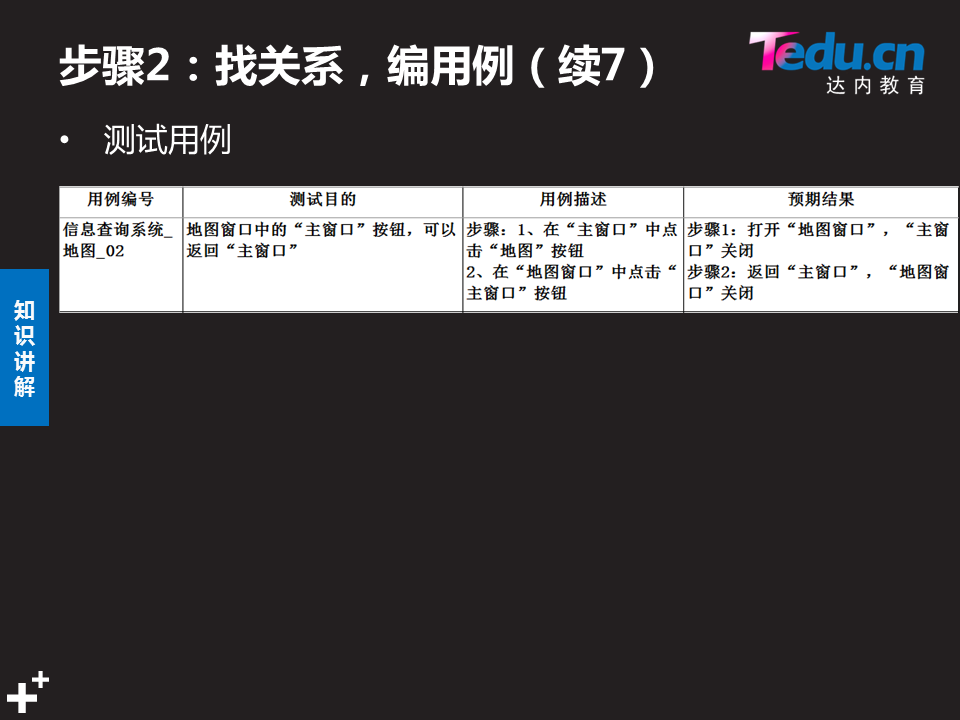 步骤2：找关系，编用例（续7）
Tedu.cn
达内教育
• 测试用例
用例编号 测试目的 用例描述 预期结果
信息查询系统_ 地图窗口中的“主窗口”按钮，可以 步骤：1、在“主窗口”中点 步骤1：打开“地图窗口”，“主窗
地图_02 返回“主窗口” 击“地图”按钮 口”关闭
2、在“地图窗口”中点击“ 步骤2：返回“主窗口”，“地图窗
主窗口”按钮 口”关闭
知
识
讲
解